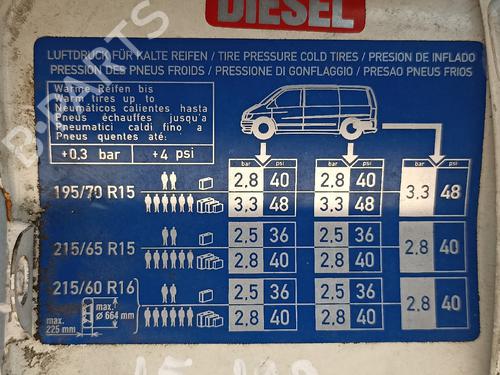 DIESEL
LUFTDRUCK FÜR KALTE REIFEN / TIRE PRESSURE COLD TIRES / PRESION DE INFLADO
PRESSION DES PNEUS FROIDS / PRESSIONE DI GONFLAGGIO / PRESAO PNEUS FRIOS
Warme Reifen bis
Warm tires up to
Neumáticos calientes hasta
Pneus échauffes jusqu'a
Pneumatici caldi fino a
Pneus quentes até:
+0.3 bar +4 psi
bar psi bar psi bar psi
195/70 R15 2.8 40 2.8 40 3.3 48
3.3 48 3.3 48
215/65 R15 2.5 36 2.5 36 2.8 40
2.8 40 2.8 40
215/60 R16 2.5 36 2.5 36 2.8 40
2.8 40 2.8 40
max. 225 mm
max. Ø 664 mm
B-PARTS